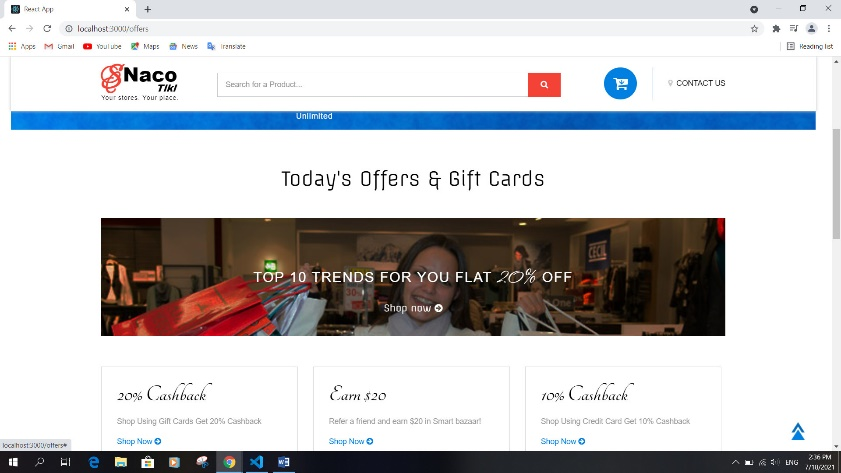 React App
localhost:3000/offers
Apps Gmail YouTube Maps News Translate Reading list
Naco
Tiki
Your stores. Your place.
Search for a Product...
CONTACT US
Unlimited
Today's Offers & Gift Cards
CECIL
TOP 10 TRENDS FOR YOU FLAT 20% OFF
Shop now
20% Cashback
Shop Using Gift Cards Get 20% Cashback
Shop Now
Earn $20
Refer a friend and earn $20 in Smart bazaar!
Shop Now
10% Cashback
Shop Using Credit Card Get 10% Cashback
Shop Now
localhost:3000/offers#
ENG
2:36 PM
7/18/2021